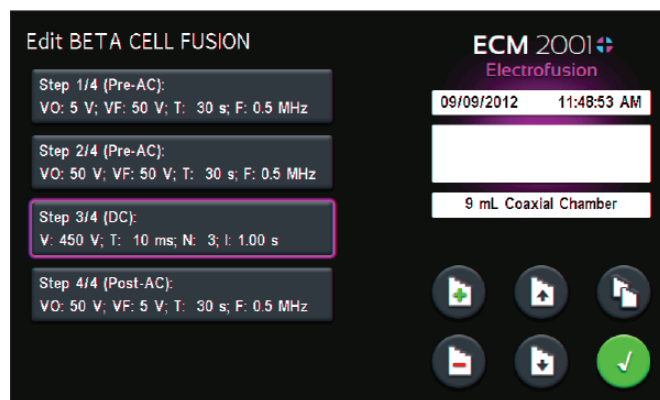 Edit BETA CELL FUSION
Step 1/4 (Pre-AC):
VO: 5 V; VF: 50 V; T: 30 s; F: 0.5 MHz
Step 2/4 (Pre-AC):
VO: 50 V; VF: 50 V; T: 30 s; F: 0.5 MHz
Step 3/4 (DC):
V: 450 V; T: 10 ms; N: 3; I: 1.00 s
Step 4/4 (Post-AC):
VO: 50 V; VF: 5 V; T: 30 s; F: 0.5 MHz
ECM 2001
Electrofusion
09/09/2012 11:48:53 AM
9 mL Coaxial Chamber